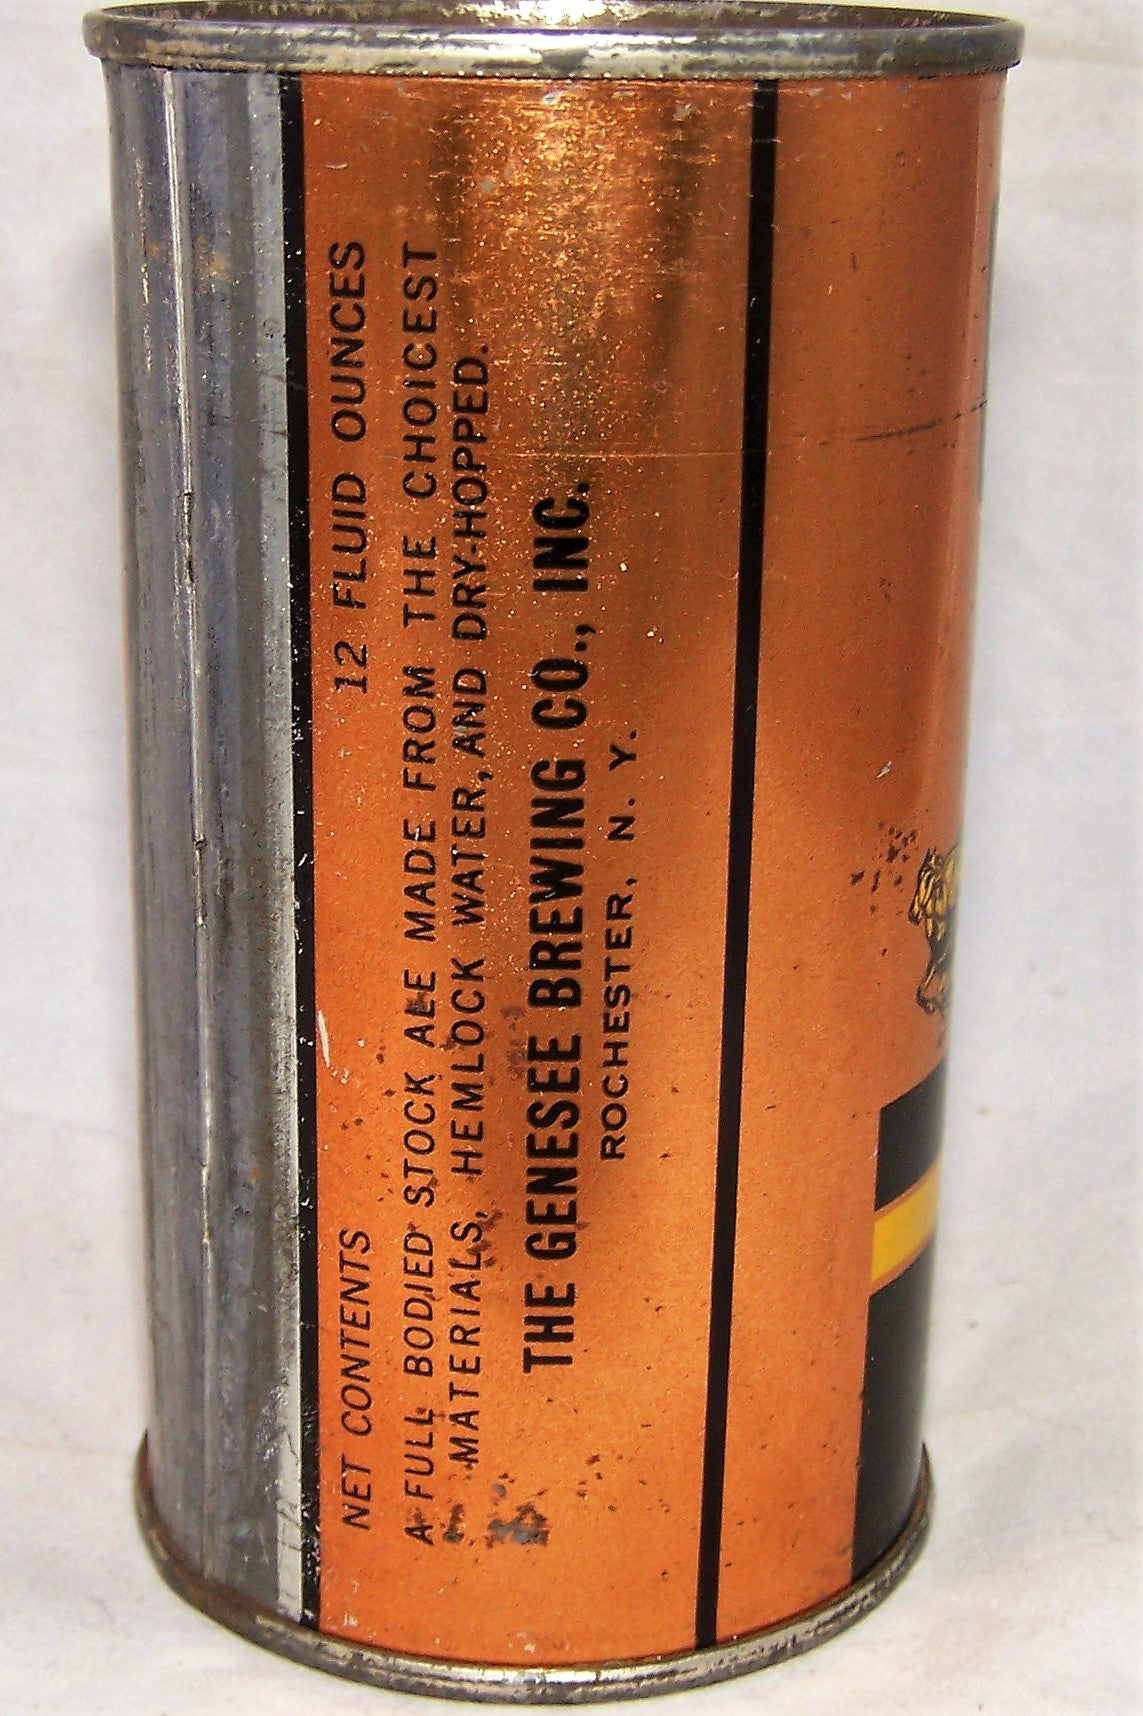 NET CONTENTS 12 FLUID OUNCES
A FULL BODIED STOCK ALE MADE FROM THE CHOICEST
MATERIALS, HEMLOCK WATER, AND DRY-HOPPED.
THE GENESEE BREWING CO., INC.
ROCHESTER, N. Y.